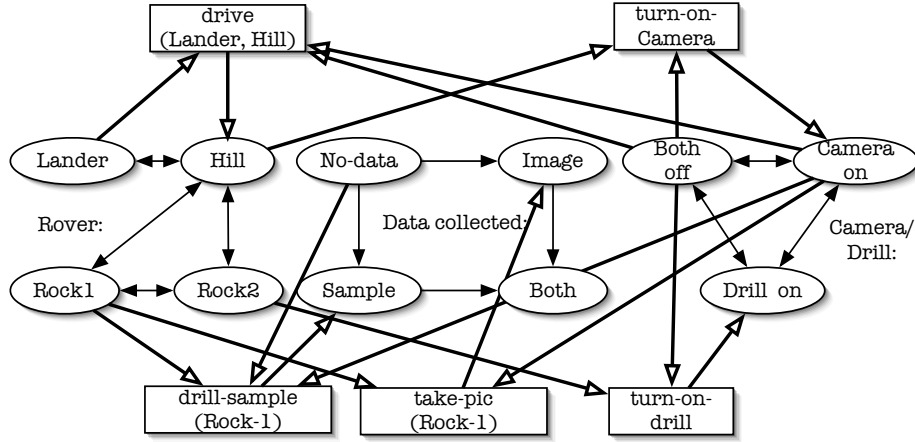 drive
(Lander, Hill)
turn-on-
Camera
Lander
Hill
No-data
Image
Both
off
Camera
on
Rover:
Data collected:
Camera/
Drill:
Rock1
Rock2
Sample
Both
Drill on
drill-sample
(Rock-1)
take-pic
(Rock-1)
turn-on-
drill